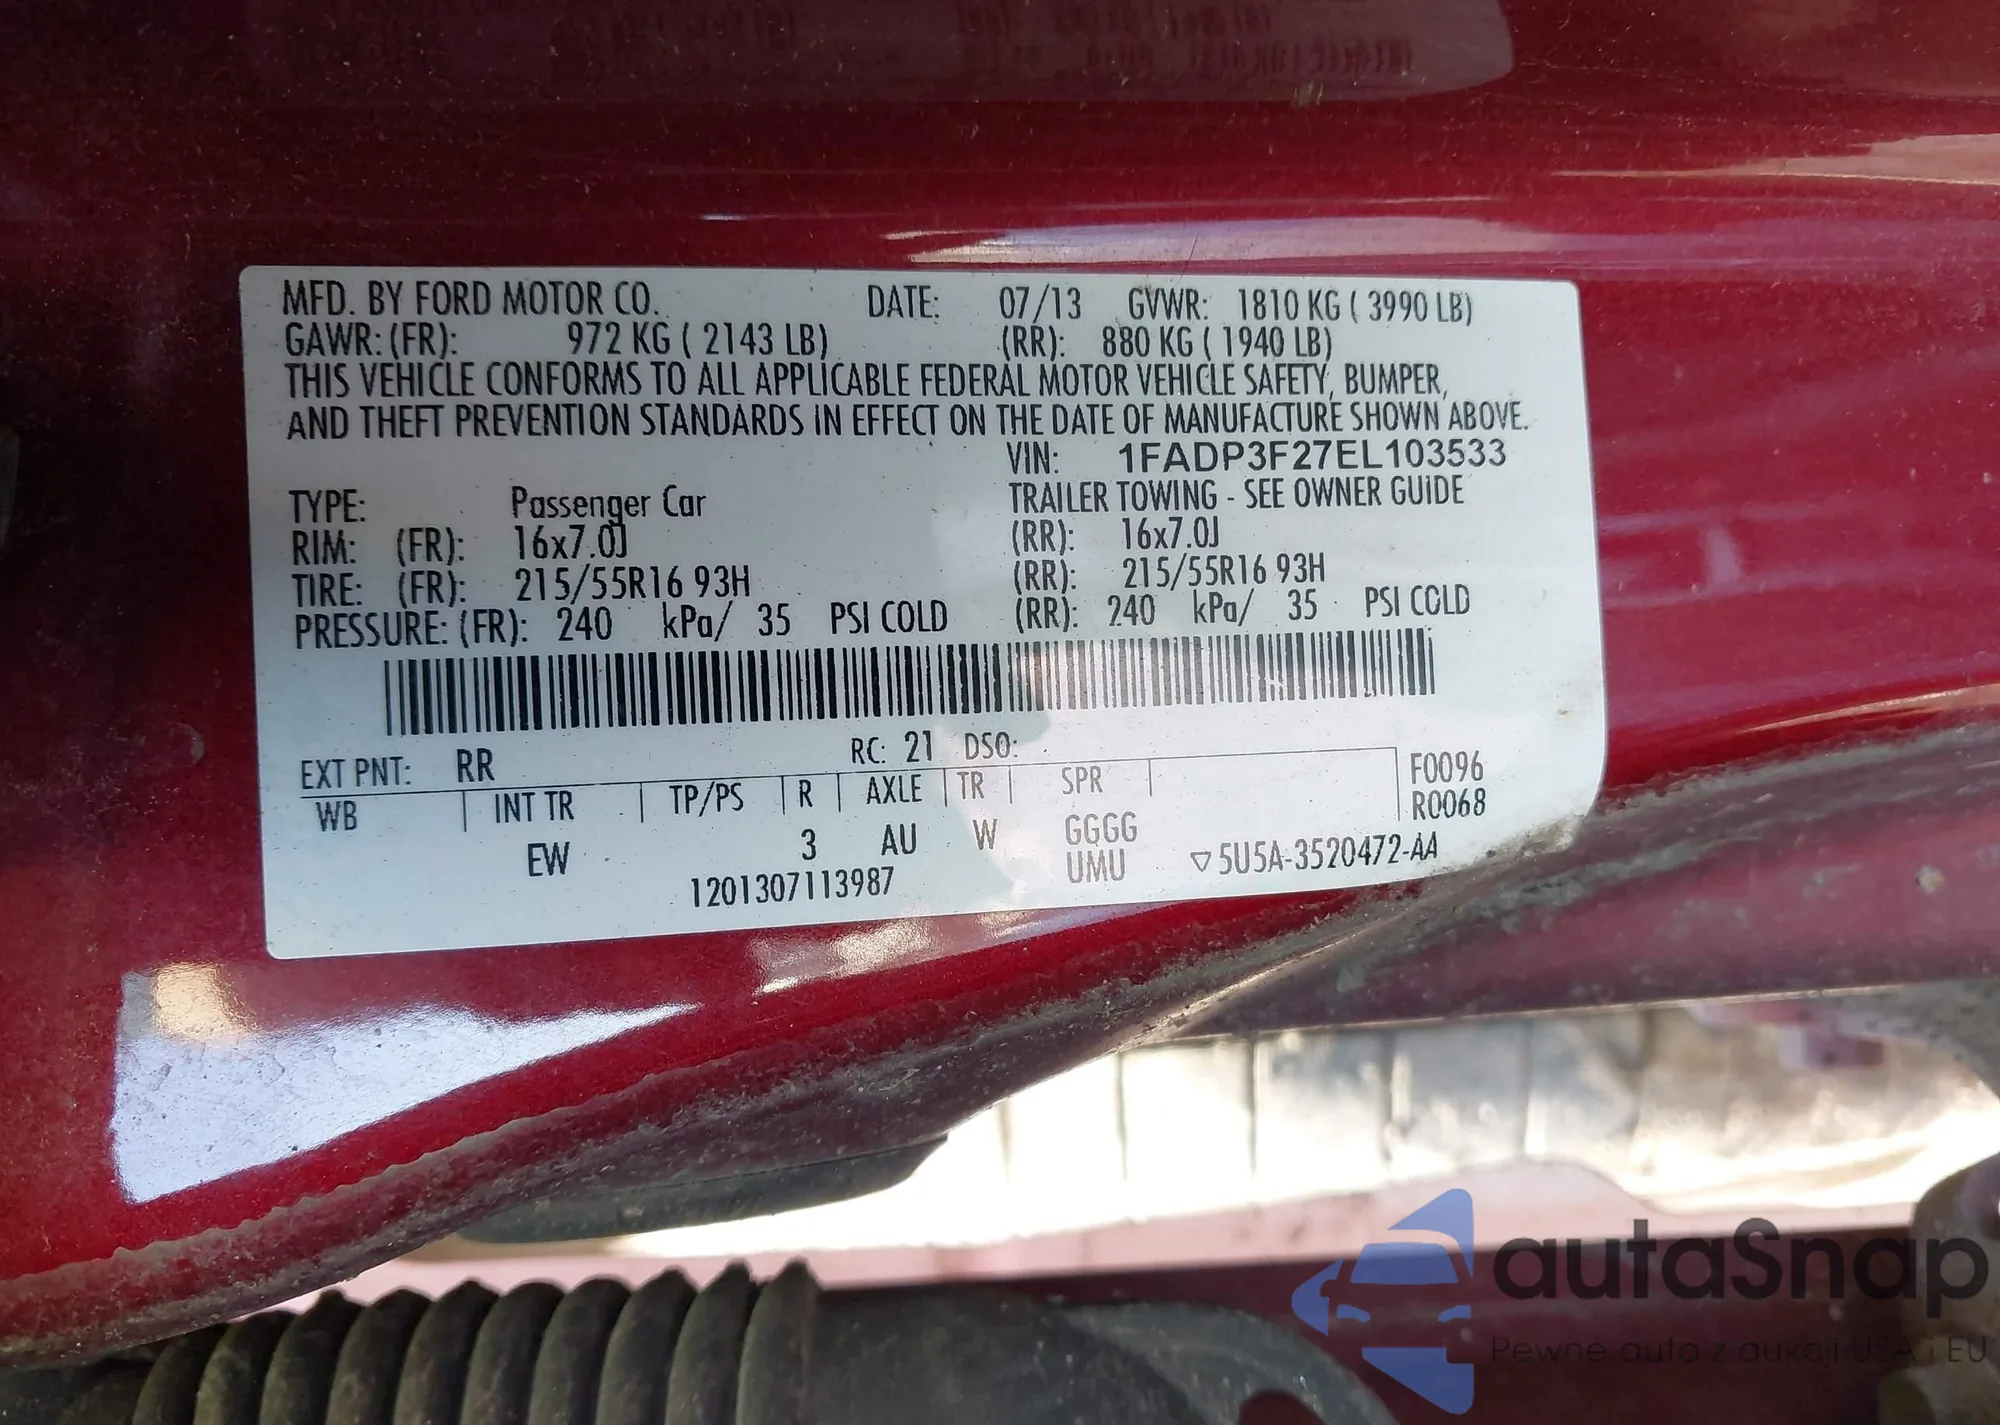 MFD. BY FORD MOTOR CO. DATE: 07/13 GVWR: 1810 KG ( 3990 LB)
GAWR: (FR): 972 KG ( 2143 LB) (RR): 880 KG ( 1940 LB)
THIS VEHICLE CONFORMS TO ALL APPLICABLE FEDERAL MOTOR VEHICLE SAFETY, BUMPER,
AND THEFT PREVENTION STANDARDS IN EFFECT ON THE DATE OF MANUFACTURE SHOWN ABOVE.
VIN: 1FADP3F27EL103533
TYPE: Passenger Car TRAILER TOWING - SEE OWNER GUIDE
RIM: (FR): 16x7.0J (RR): 16x7.0J
TIRE: (FR): 215/55R16 93H (RR): 215/55R16 93H
PRESSURE: (FR): 240 kPa/ 35 PSI COLD (RR): 240 kPa/ 35 PSI COLD
EXT PNT: RR RC: 21 DSO:
WB INT TR TP/PS R AXLE TR SPR F0096
R0068
EW 3 AU W GGGG
UMU ▽5U5A-3520472-AA
1201307113987
autaSnap
Pewne auta z aukcji USA i EU